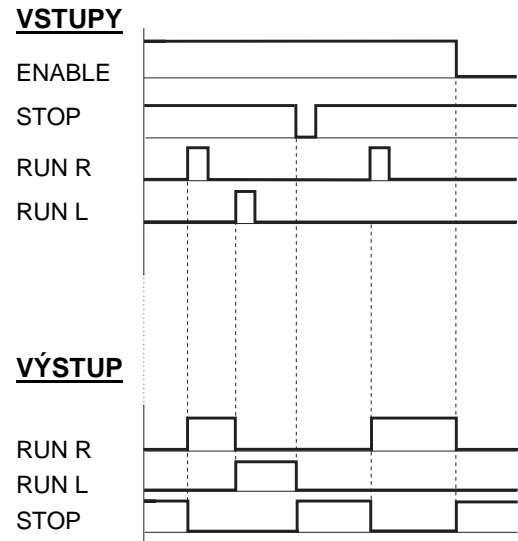 VSTUPY
ENABLE
STOP
RUN R
RUN L
VÝSTUP
RUN R
RUN L
STOP